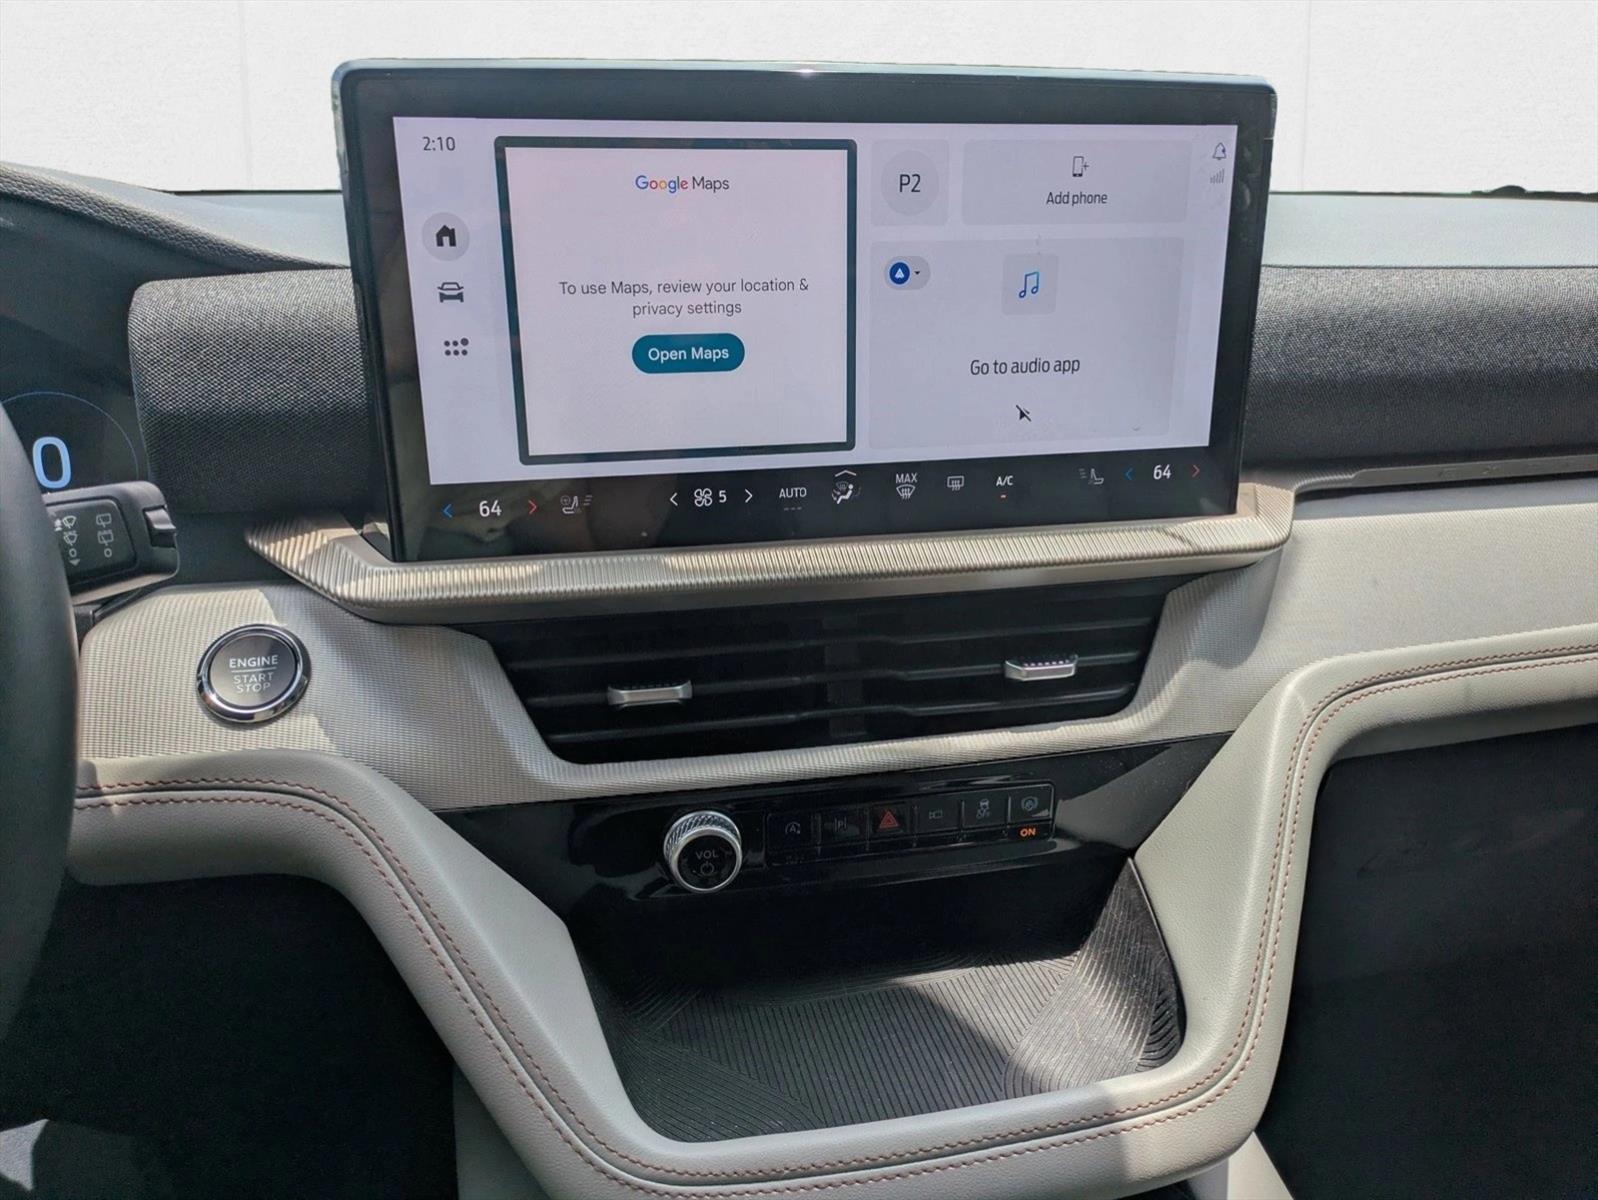 2:10
Google Maps
To use Maps, review your location &
privacy settings
Open Maps
P2
Add phone
Go to audio app
0
64
5
AUTO
MAX
A/C
64
ENGINE
START
STOP
VOL
ON